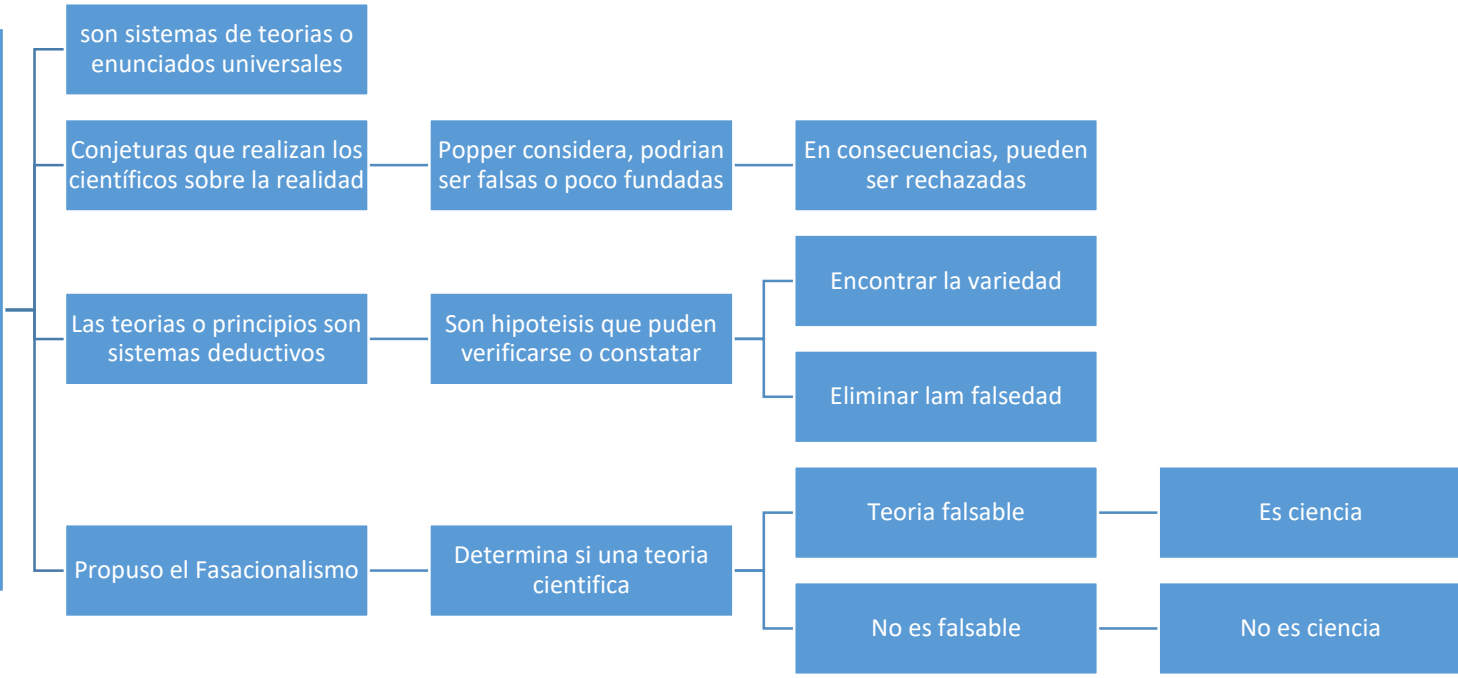 son sistemas de teorias o
enunciados universales
Conjeturas que realizan los
científicos sobre la realidad
Popper considera, podrian
ser falsas o poco fundadas
En consecuencias, pueden
ser rechazadas
Las teorias o principios son
sistemas deductivos
Son hipoteisis que puden
verificarse o constatar
Encontrar la variedad
Eliminar lam falsedad
Propuso el Fasacionalismo
Determina si una teoria
cientifica
Teoria falsable
Es ciencia
No es falsable
No es ciencia